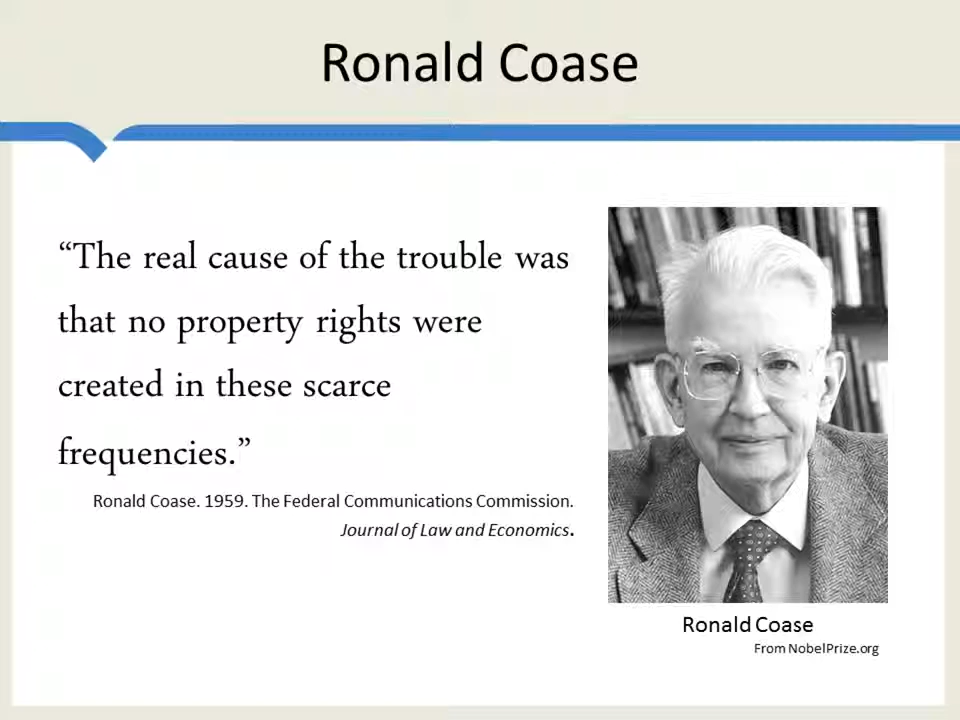 Ronald Coase
“The real cause of the trouble was
that no property rights were
created in these scarce
frequencies.”
Ronald Coase. 1959. The Federal Communications Commission.
Journal of Law and Economics.
Ronald Coase
From NobelPrize.org